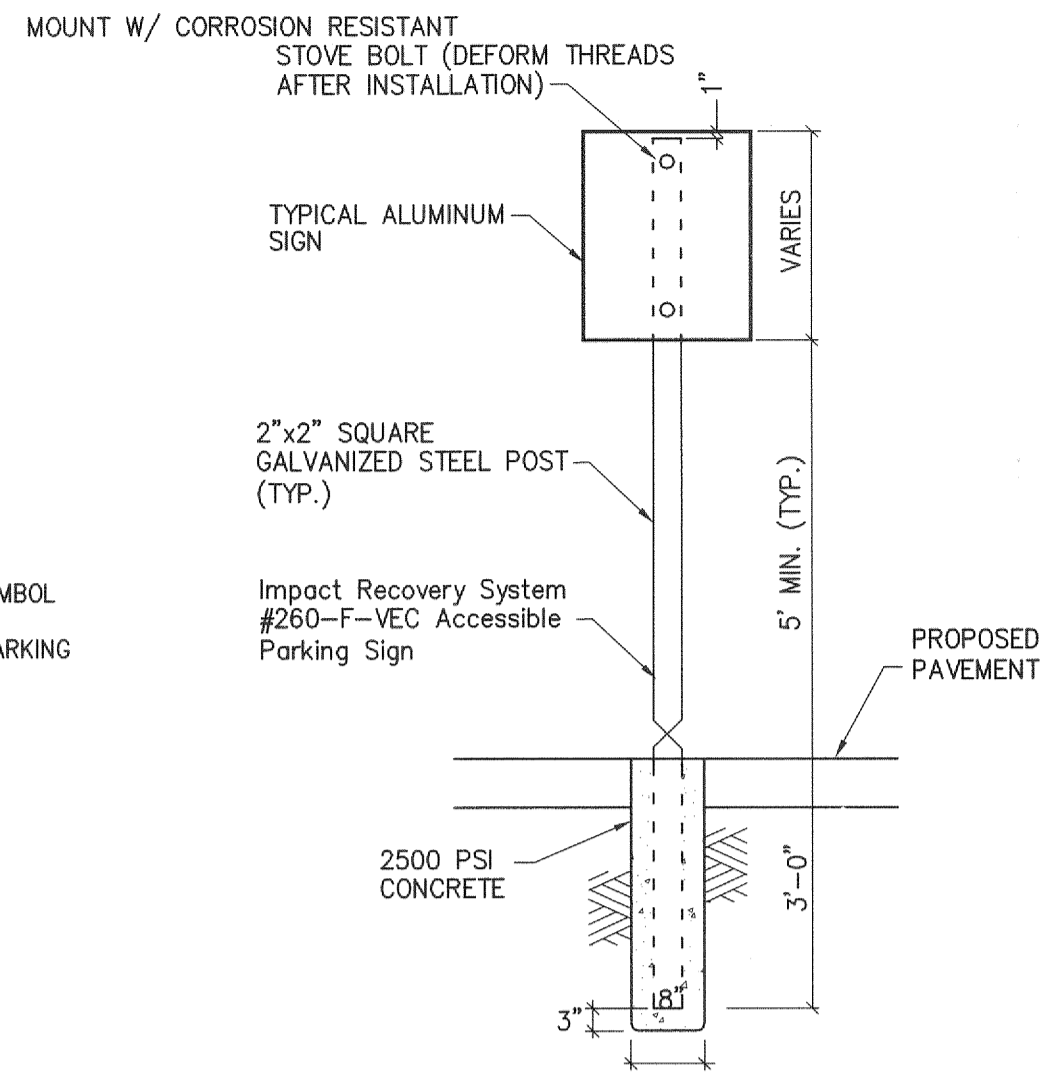 MOUNT W/ CORROSION RESISTANT
STOVE BOLT (DEFORM THREADS
AFTER INSTALLATION)
1"
TYPICAL ALUMINUM
SIGN
VARIES
2"x2" SQUARE
GALVANIZED STEEL POST
(TYP.)
5' MIN. (TYP.)
MBOL
ARKING
Impact Recovery System
#260-F-VEC Accessible
Parking Sign
PROPOSED
PAVEMENT
2500 PSI
CONCRETE
3'-0"
8"
3"